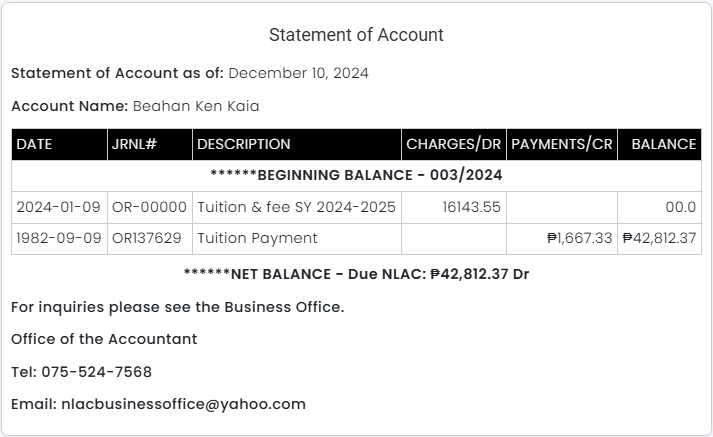 Statement of Account
Statement of Account as of: December 10, 2024
Account Name: Beahan Ken Kaia
DATE JRNL# DESCRIPTION CHARGES/DR PAYMENTS/CR BALANCE
******BEGINNING BALANCE - 003/2024
2024-01-09 OR-00000 Tuition & fee SY 2024-2025 16143.55 00.0
1982-09-09 OR137629 Tuition Payment ₱1,667.33 ₱42,812.37
******NET BALANCE - Due NLAC: ₱42,812.37 Dr
For inquiries please see the Business Office.
Office of the Accountant
Tel: 075-524-7568
Email: nlacbusinessoffice@yahoo.com